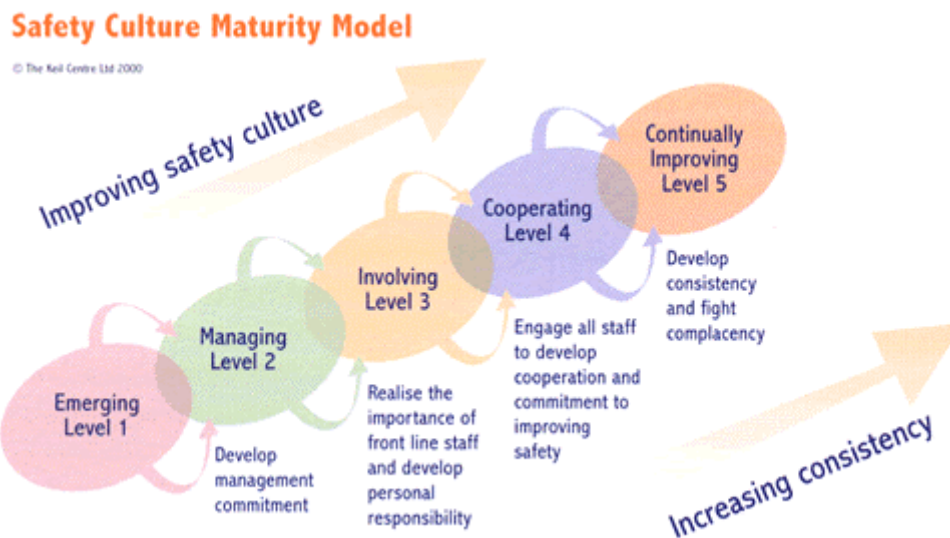 Safety Culture Maturity Model
© The Keil Centre Ltd 2000
Improving safety culture
Continually
Improving
Level 5
Cooperating
Level 4
Involving
Level 3
Managing
Level 2
Emerging
Level 1
Develop
management
commitment
Realise the
importance of
front line staff
and develop
personal
responsibility
Engage all staff
to develop
cooperation and
commitment to
improving
safety
Develop
consistency
and fight
complacency
Increasing consistency